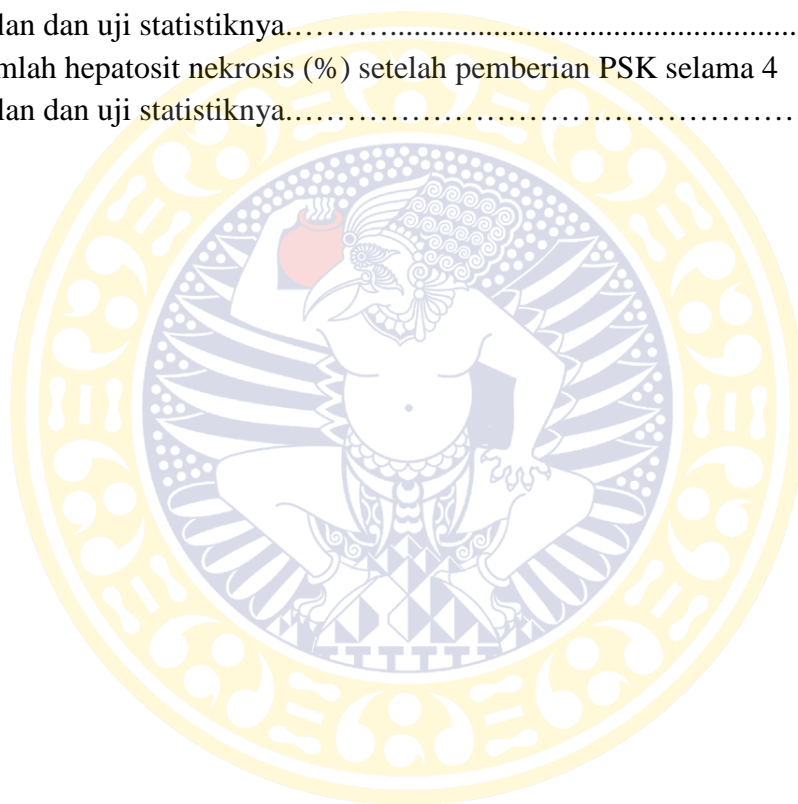 lan dan uji statistiknya..………...............................................
mlah hepatosit nekrosis (%) setelah pemberian PSK selama 4
lan dan uji statistiknya..……………………………………………